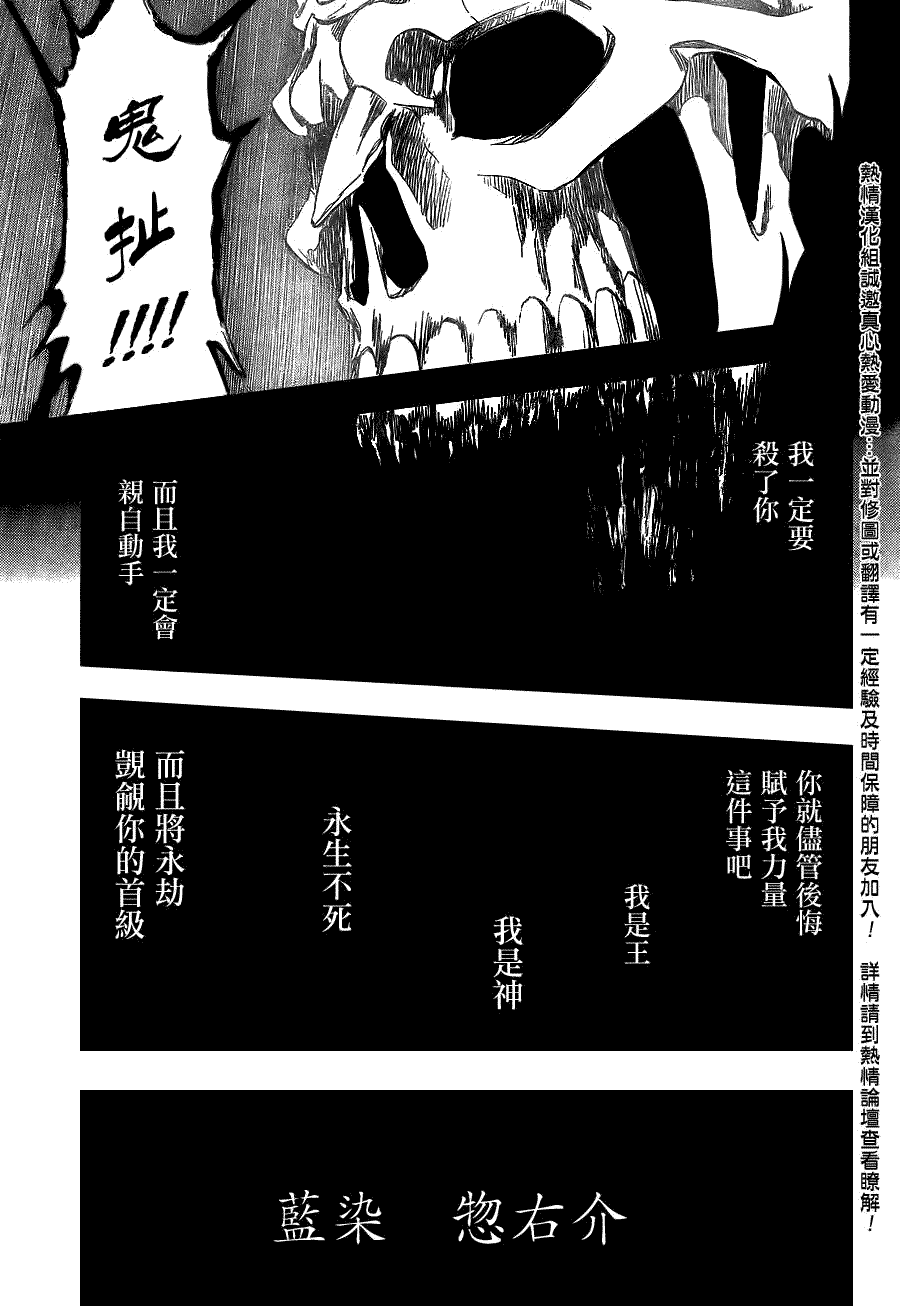 鬼
扯
!!!!
我一定要
殺了你
而且我一定會
親自動手
你就儘管後悔
賦予我力量
這件事吧
我是王
我是神
永生不死
而且將永劫
覬覦你的首級
藍染　惣右介
熱情漢化組誠邀真心熱愛動漫…並對修圖或翻譯有一定經驗及時間保障的朋友加入！　詳情請到熱情論壇查看瞭解！